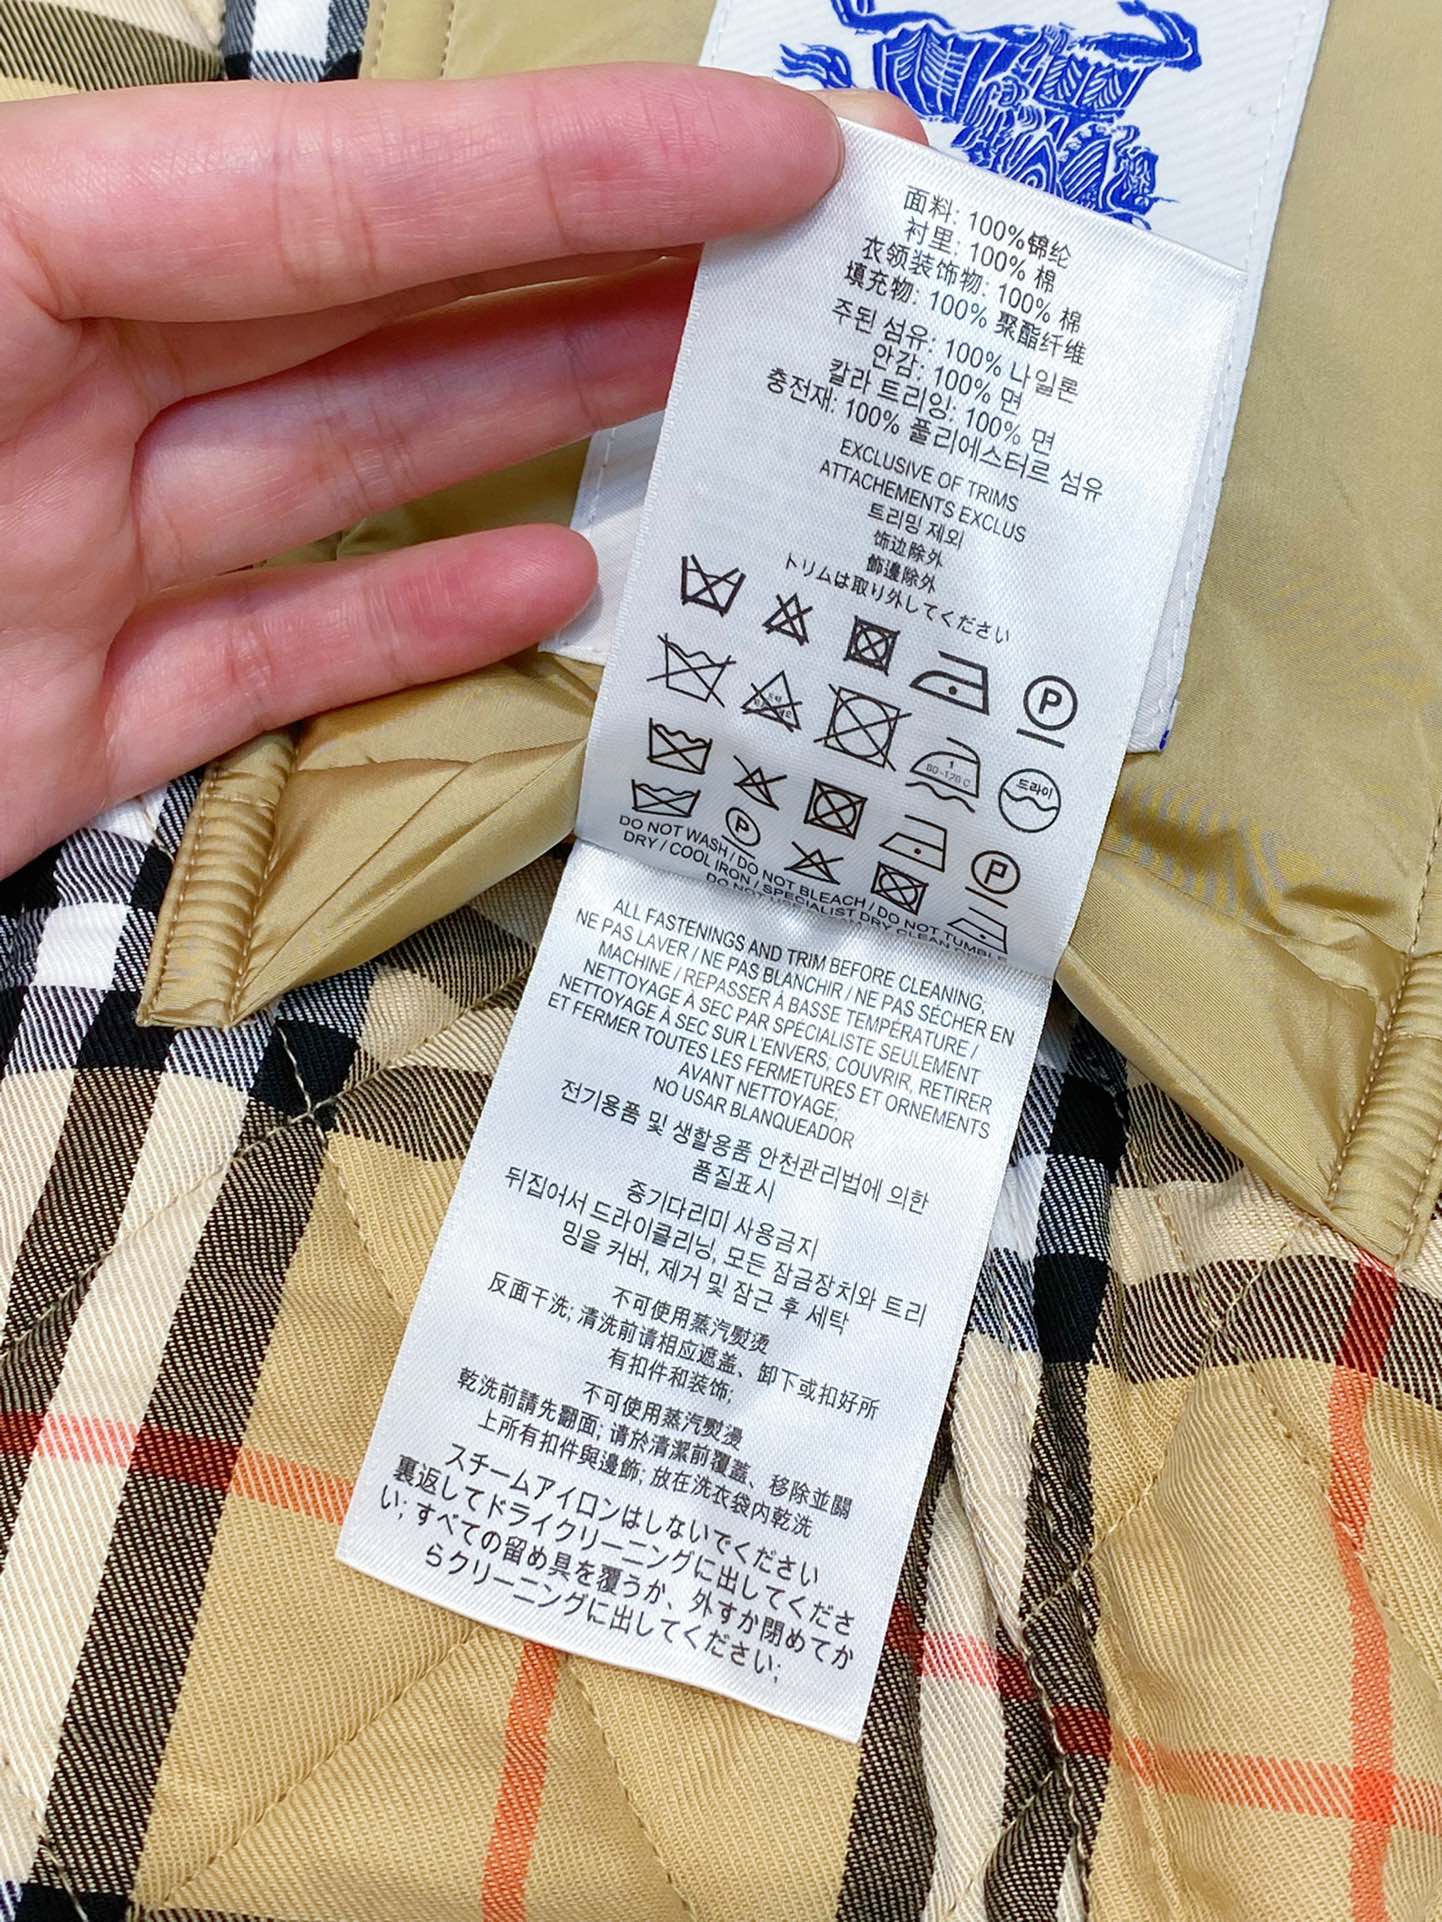 面料: 100%锦纶
衬里: 100% 棉
衣领装饰物: 100% 棉
填充物: 100% 聚酯纤维
주된 섬유: 100% 나일론
안감: 100% 면
칼라 트리잉: 100% 면
충전재: 100% 폴리에스터르 섬유
EXCLUSIVE OF TRIMS
ATTACHEMENTS EXCLUS
트리밍 제외
饰边除外
飾邊除外
トリムは取り外してください
P
1
80-120 C
드라이
P
P
DO NOT WASH / DO NOT BLEACH / DO NOT TUMBLE
DRY / COOL IRON / SPECIALIST DRY CLEAN
ALL FASTENINGS AND TRIM BEFORE CLEANING,
NE PAS LAVER / NE PAS BLANCHIR / NE PAS SÉCHER EN
MACHINE / REPASSER À BASSE TEMPÉRATURE /
NETTOYAGE À SEC PAR SPÉCIALISTE SEULEMENT
NETTOYAGE À SEC SUR L'ENVERS; COUVRIR, RETIRER
ET FERMER TOUTES LES FERMETURES ET ORNEMENTS
AVANT NETTOYAGE;
NO USAR BLANQUEADOR
전기용품 및 생활용품 안전관리법에 의한
품질표시
증기다리미 사용금지
뒤집어서 드라이클리닝, 모든 잠금장치와 트리
밍을 커버, 제거 및 잠근 후 세탁
不可使用蒸汽熨烫
反面干洗; 清洗前请相应遮盖、卸下或扣好所
有扣件和装饰;
不可使用蒸汽熨燙
乾洗前請先翻面; 请於清潔前覆蓋、移除並關
上所有扣件與邊飾; 放在洗衣袋内乾洗
スチームアイロンはしないでください
裏返してドライクリーニングに出してくださ
い; すべての留め具を覆うか、外すか閉めてか
らクリーニングに出してください;